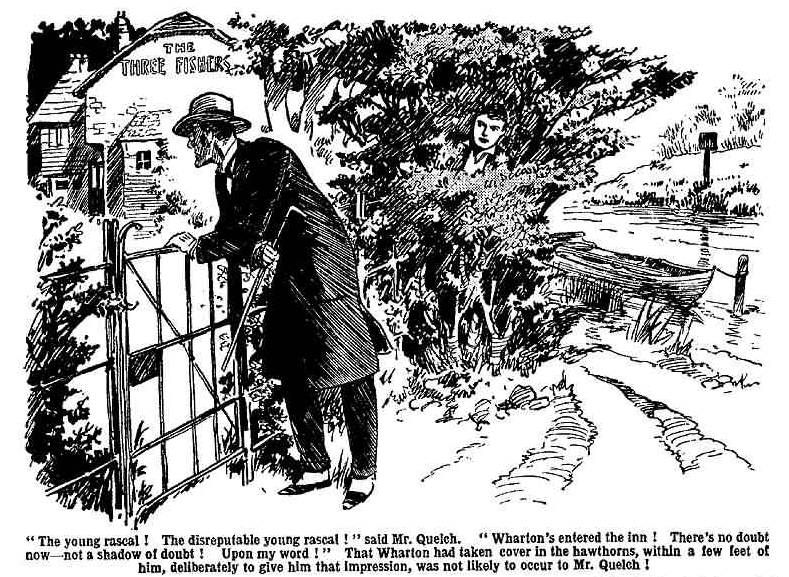 THE
THREE FISHERS
"The young rascal! The disreputable young rascal!" said Mr. Quelch. "Wharton's entered the inn! There's no doubt
now—not a shadow of doubt! Upon my word!" That Wharton had taken cover in the hawthorns, within a few feet of
him, deliberately to give him that impression, was not likely to occur to Mr. Quelch!